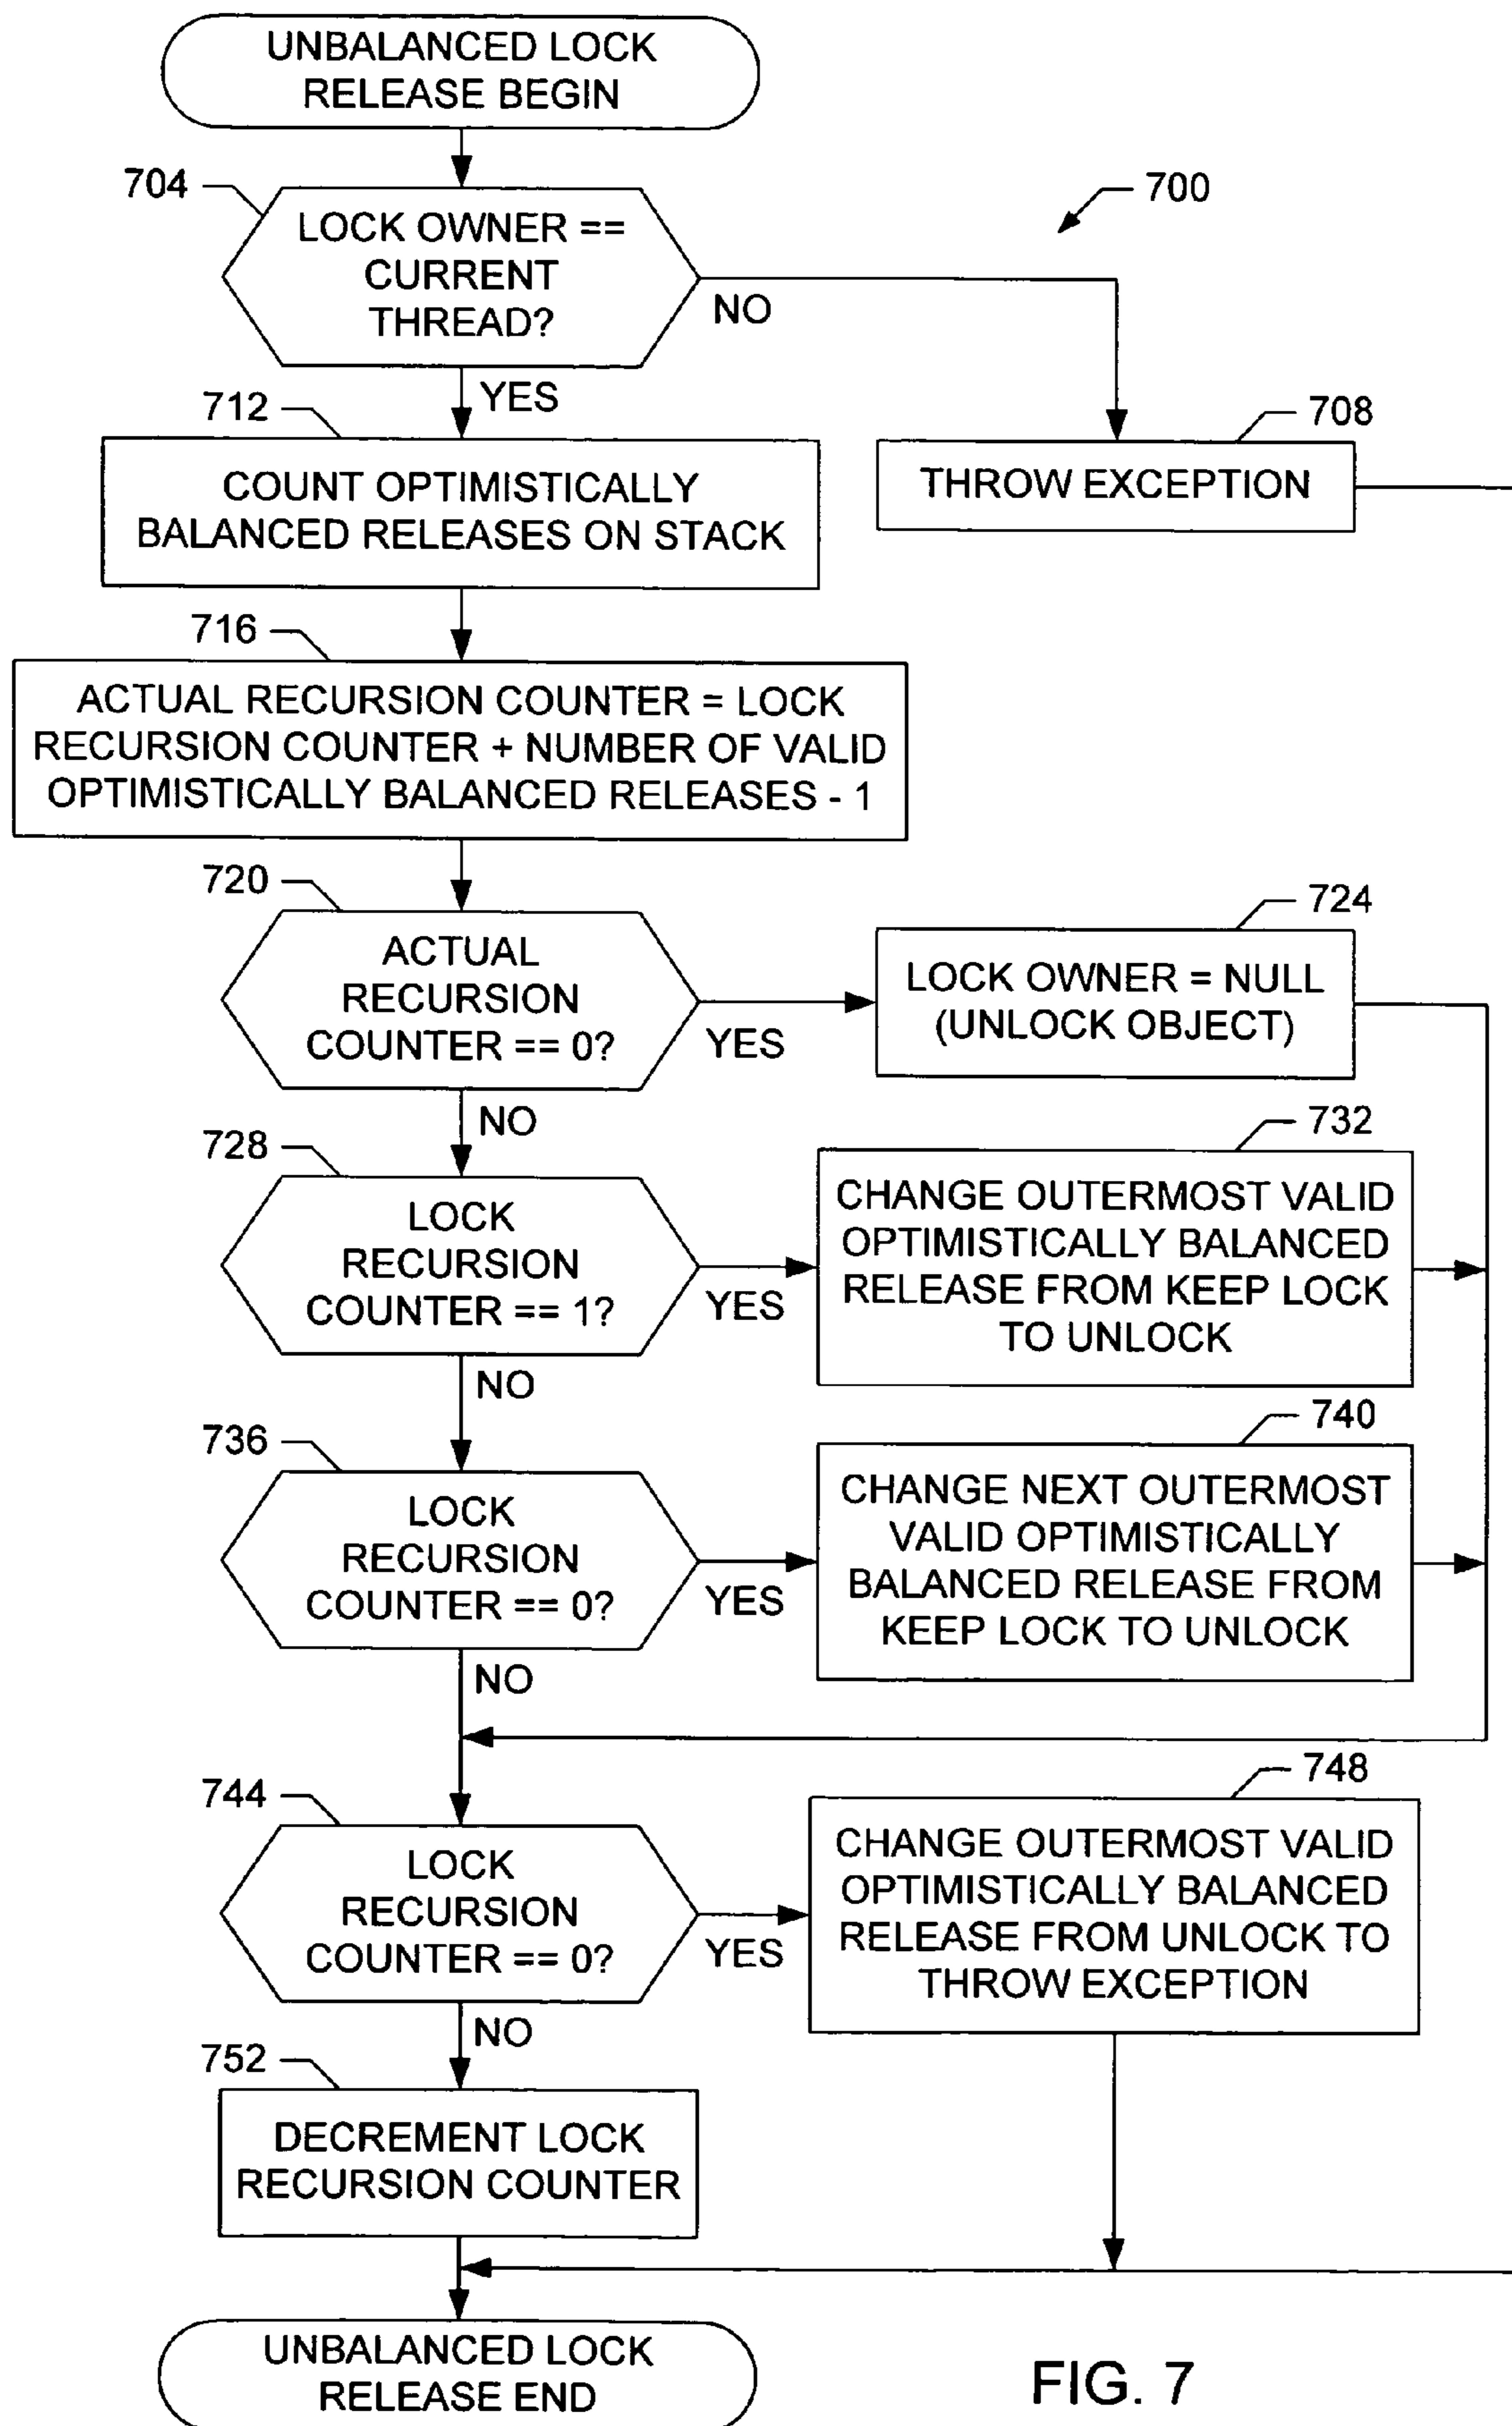 UNBALANCED LOCK
RELEASE BEGIN
704
LOCK OWNER ==
CURRENT
THREAD?
700
NO
YES
712
COUNT OPTIMISTICALLY
BALANCED RELEASES ON STACK
708
THROW EXCEPTION
716
ACTUAL RECURSION COUNTER = LOCK
RECURSION COUNTER + NUMBER OF VALID
OPTIMISTICALLY BALANCED RELEASES - 1
720
ACTUAL
RECURSION
COUNTER == 0?
YES
724
LOCK OWNER = NULL
(UNLOCK OBJECT)
NO
728
LOCK
RECURSION
COUNTER == 1?
YES
732
CHANGE OUTERMOST VALID
OPTIMISTICALLY BALANCED
RELEASE FROM KEEP LOCK
TO UNLOCK
NO
736
LOCK
RECURSION
COUNTER == 0?
YES
740
CHANGE NEXT OUTERMOST
VALID OPTIMISTICALLY
BALANCED RELEASE FROM
KEEP LOCK TO UNLOCK
NO
744
LOCK
RECURSION
COUNTER == 0?
YES
748
CHANGE OUTERMOST VALID
OPTIMISTICALLY BALANCED
RELEASE FROM UNLOCK TO
THROW EXCEPTION
NO
752
DECREMENT LOCK
RECURSION COUNTER
UNBALANCED LOCK
RELEASE END
FIG. 7